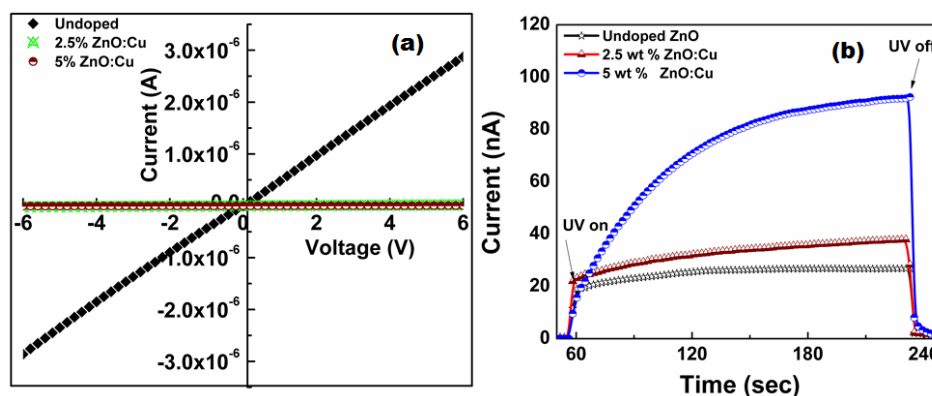 Undoped
2.5% ZnO:Cu
5% ZnO:Cu
(a)
Current (A)
3.0x10⁻⁶
2.0x10⁻⁶
1.0x10⁻⁶
0.0
-1.0x10⁻⁶
-2.0x10⁻⁶
-3.0x10⁻⁶
-6 -4 -2 0 2 4 6
Voltage (V)
Undoped ZnO
2.5 wt % ZnO:Cu
5 wt % ZnO:Cu
(b)
UV off
UV on
Current (nA)
120
100
80
60
40
20
0
60 120 180 240
Time (sec)